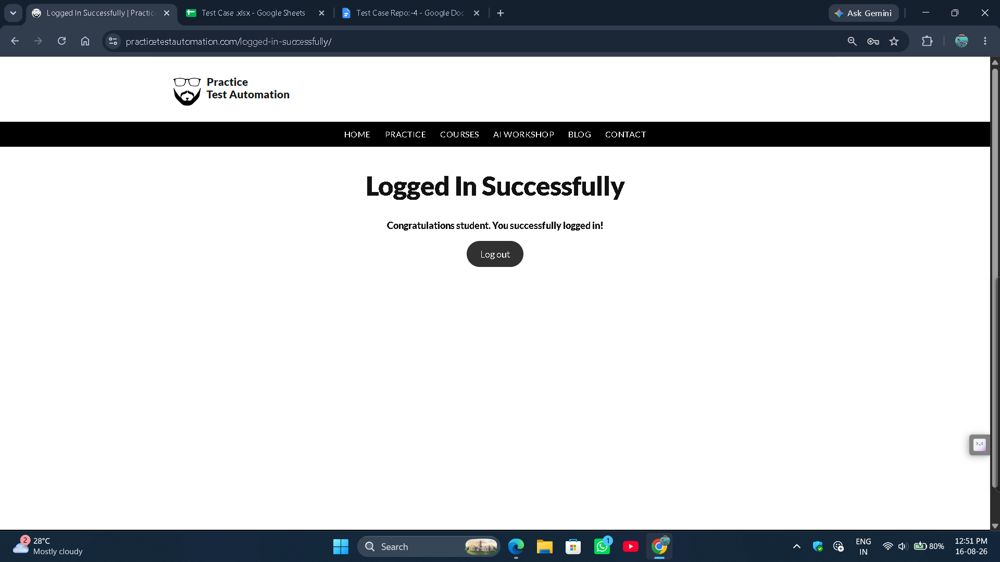 Logged In Successfully | Practic
Test Case .xlsx - Google Sheets
Test Case Repo:-4 - Google Doc
Ask Gemini
practicetestautomation.com/logged-in-successfully/
Practice
Test Automation
HOME PRACTICE COURSES AI WORKSHOP BLOG CONTACT
Logged In Successfully
Congratulations student. You successfully logged in!
Log out
2
28°C
Mostly cloudy
Search
1
ENG
IN
80%
12:51 PM
16-08-26